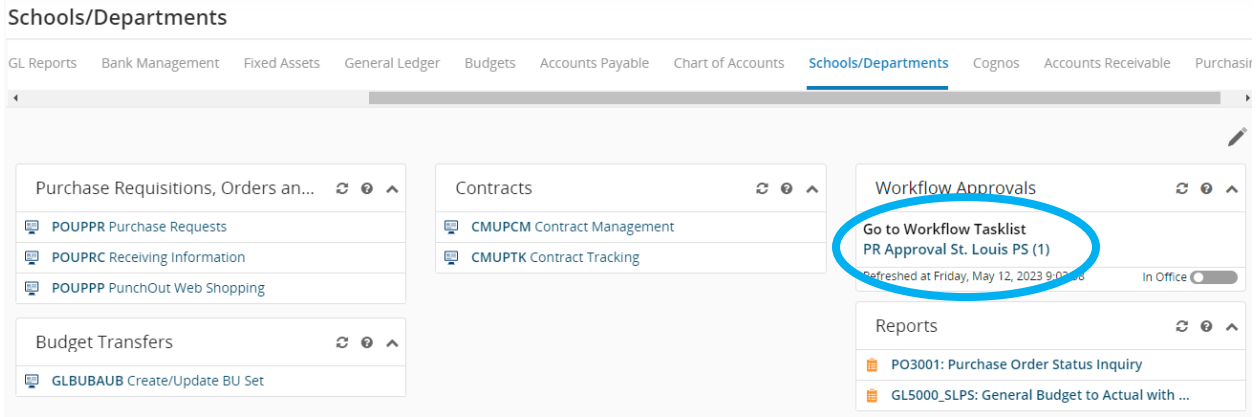 Schools/Departments
GL Reports Bank Management Fixed Assets General Ledger Budgets Accounts Payable Chart of Accounts Schools/Departments Cognos Accounts Receivable Purchasin
Purchase Requisitions, Orders an...
POUPPR Purchase Requests
POUPRC Receiving Information
POUPPP PunchOut Web Shopping
Budget Transfers
GLBUBAUB Create/Update BU Set
Contracts
CMUPCM Contract Management
CMUPTK Contract Tracking
Workflow Approvals
Go to Workflow Tasklist
PR Approval St. Louis PS (1)
Refreshed at Friday, May 12, 2023 In Office
Reports
PO3001: Purchase Order Status Inquiry
GL5000_SLPS: General Budget to Actual with ...